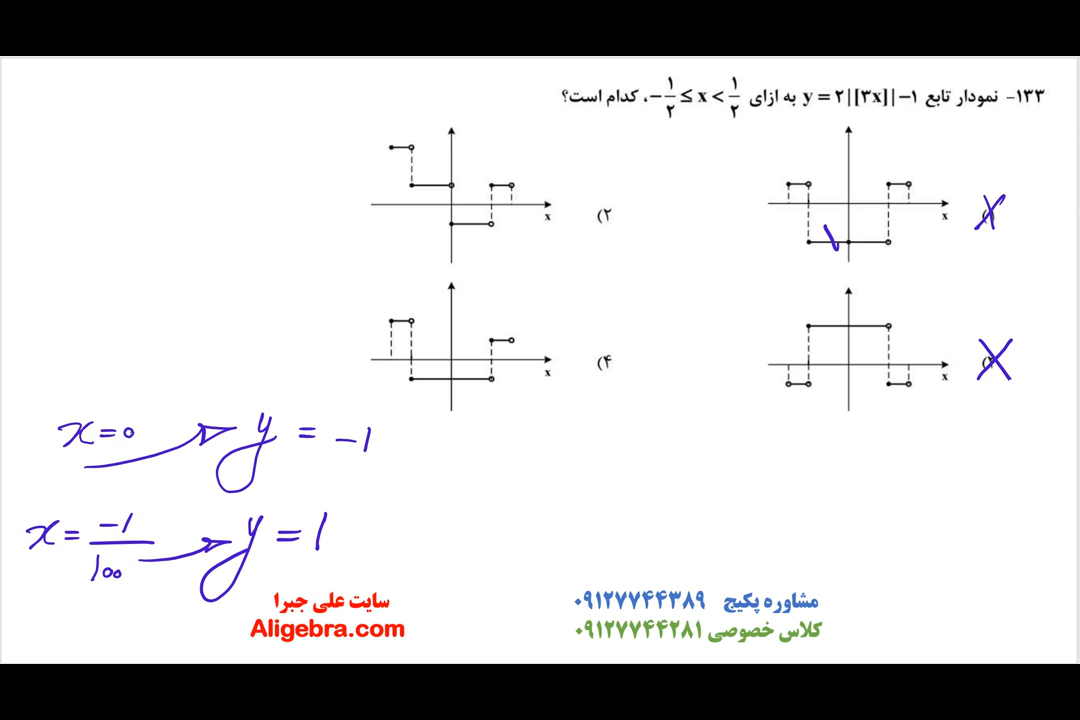 ۱۳۳- نمودار تابع y = ۲|[۳x]|−۱ به ازای −۱/۲ ≤ x < ۱/۲، کدام است؟
x
۲)
x
x
۴)
x
x = 0 → y = −1
x = −1/100 → y = 1
سایت علی جبرا
Aligebra.com
مشاوره پکیج ۰۹۱۲۷۷۴۴۳۸۹
کلاس خصوصی ۰۹۱۲۷۷۴۴۲۸۱